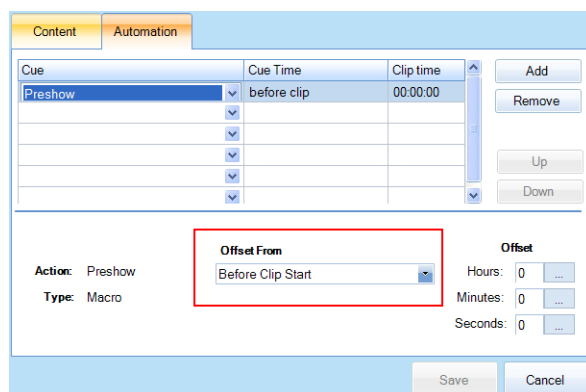 Content Automation
Cue Cue Time Clip time
Preshow before clip 00:00:00
Add
Remove
Up
Down
Offset From
Before Clip Start
Action: Preshow
Type: Macro
Offset
Hours: 0 ...
Minutes: 0 ...
Seconds: 0 ...
Save Cancel